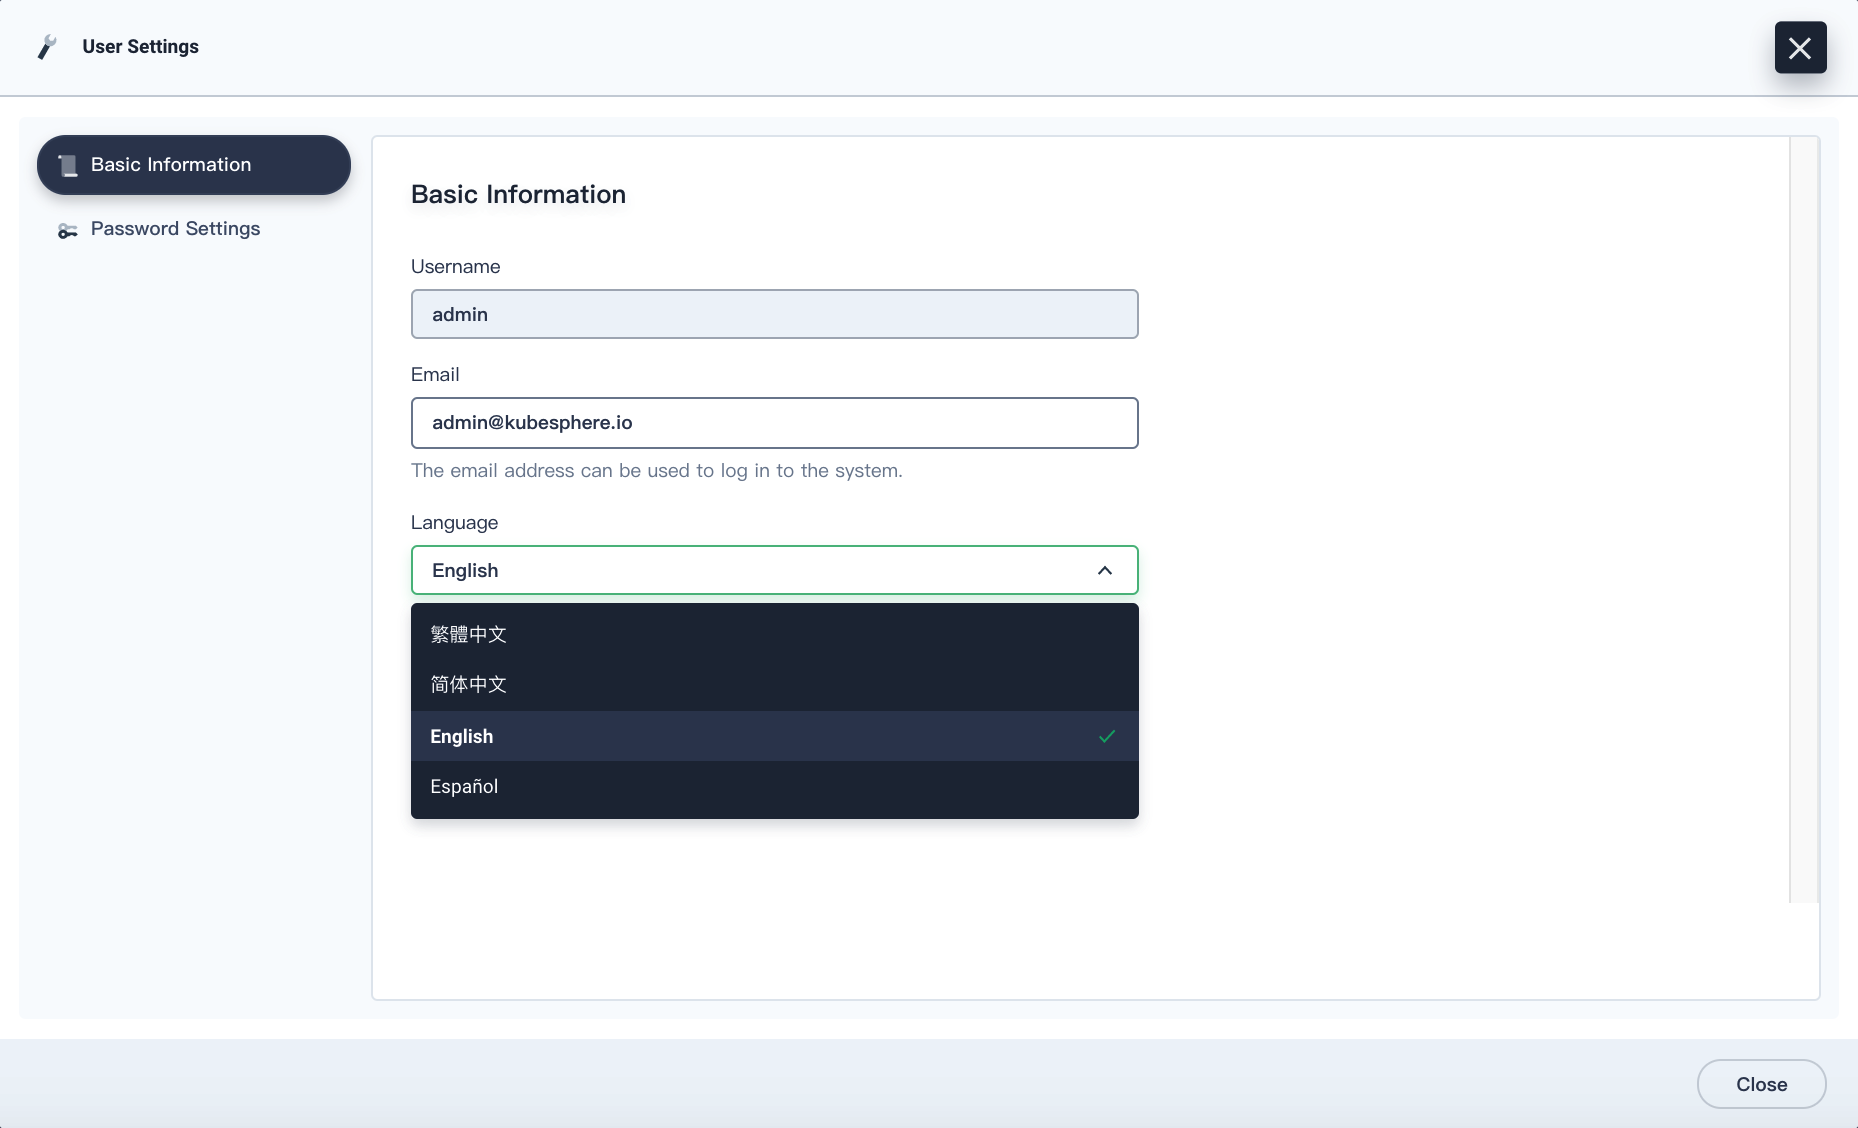 User Settings
Basic Information
Password Settings
Basic Information
Username
admin
Email
admin@kubesphere.io
The email address can be used to log in to the system.
Language
English
繁體中文
简体中文
English
Español
Close